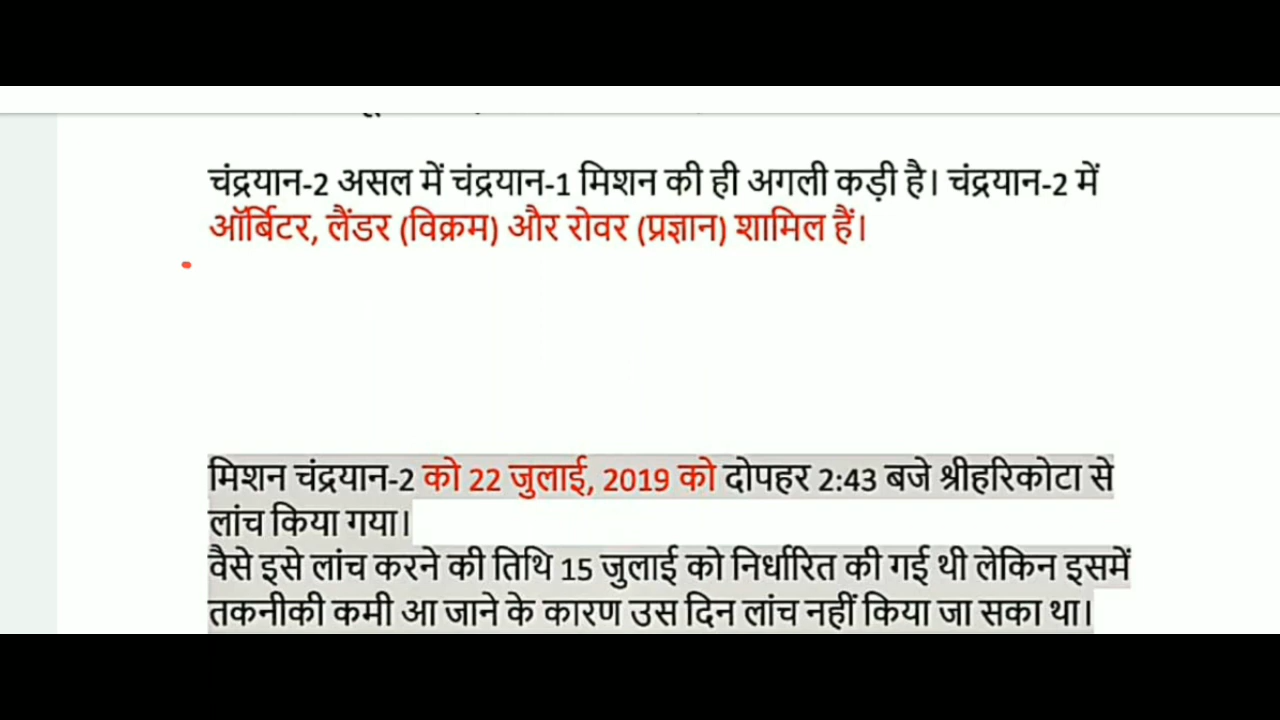 चंद्रयान-2 असल में चंद्रयान-1 मिशन की ही अगली कड़ी है। चंद्रयान-2 में
ऑर्बिटर, लैंडर (विक्रम) और रोवर (प्रज्ञान) शामिल हैं।
मिशन चंद्रयान-2 को 22 जुलाई, 2019 को दोपहर 2:43 बजे श्रीहरिकोटा से
लांच किया गया।
वैसे इसे लांच करने की तिथि 15 जुलाई को निर्धारित की गई थी लेकिन इसमें
तकनीकी कमी आ जाने के कारण उस दिन लांच नहीं किया जा सका था।